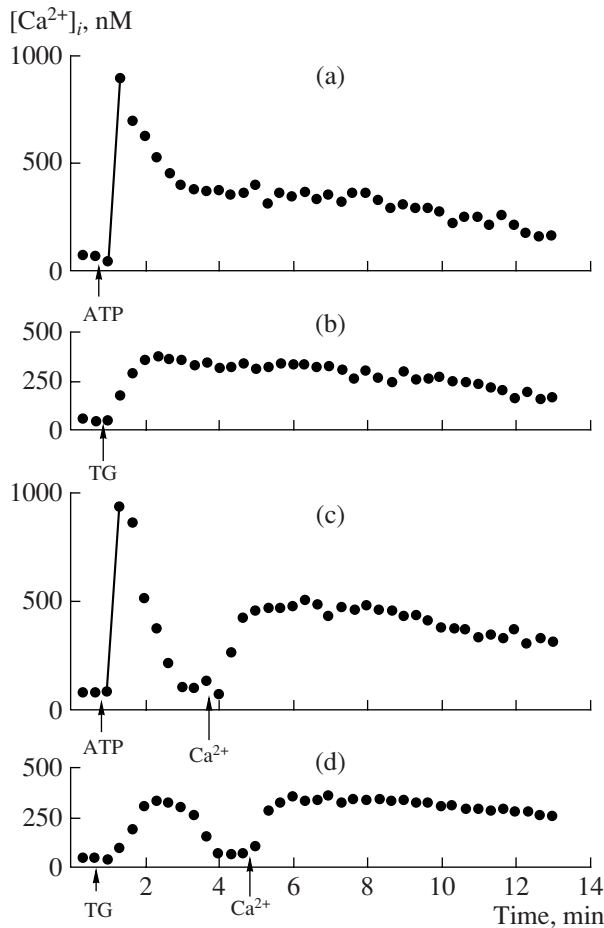 [Ca²⁺]ᵢ, nM
1000
(a)
500
0
ATP
(b)
500
250
0
TG
1000
(c)
500
0
ATP
Ca²⁺
(d)
500
250
0
2 4 6 8 10 12 14
TG
Ca²⁺
Time, min